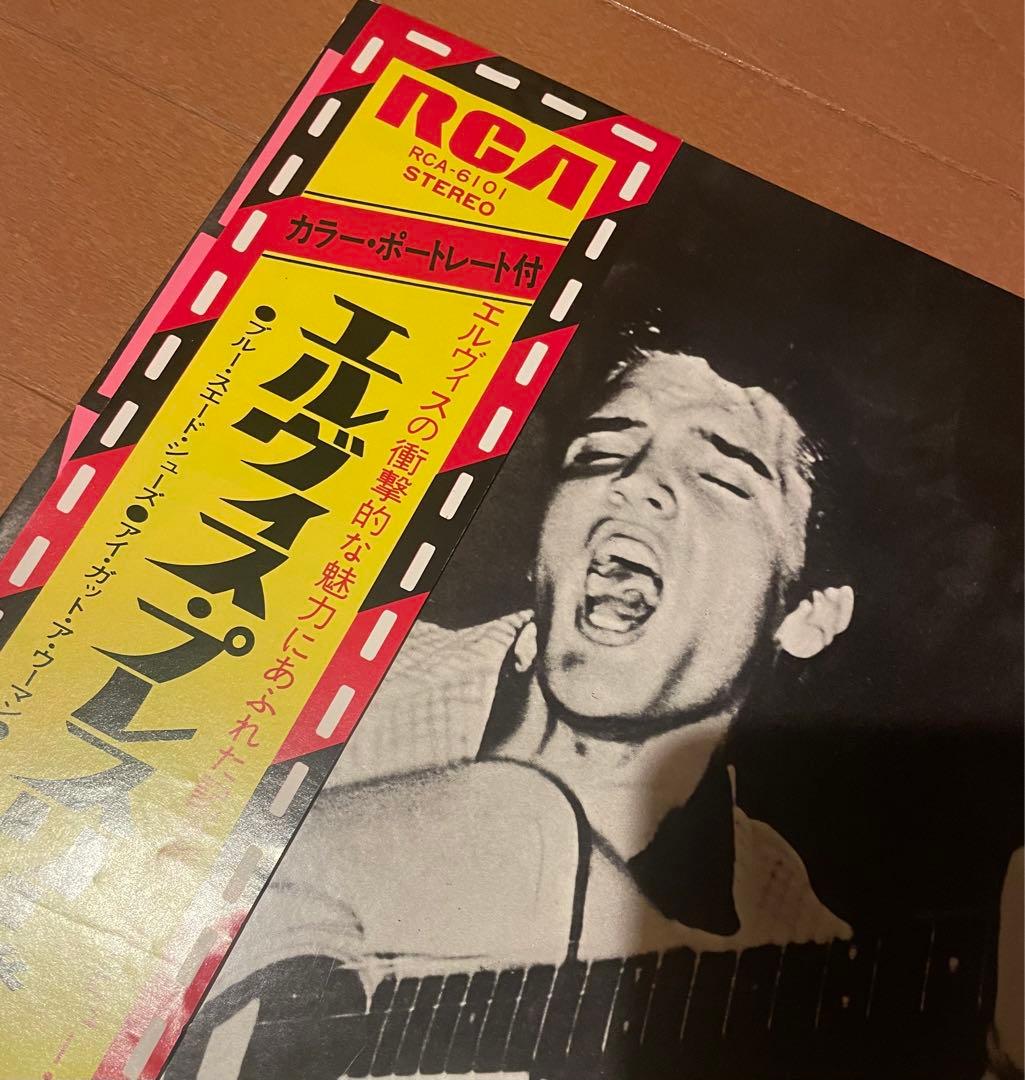 RCA
RCA-6101
STEREO
カラー・ポートレート付
エルヴィスの衝撃的な魅力にあふれた
エルヴィス・プレス
●ブルー・スエード・シューズ●アイ・ガット・ア・ウーマン●